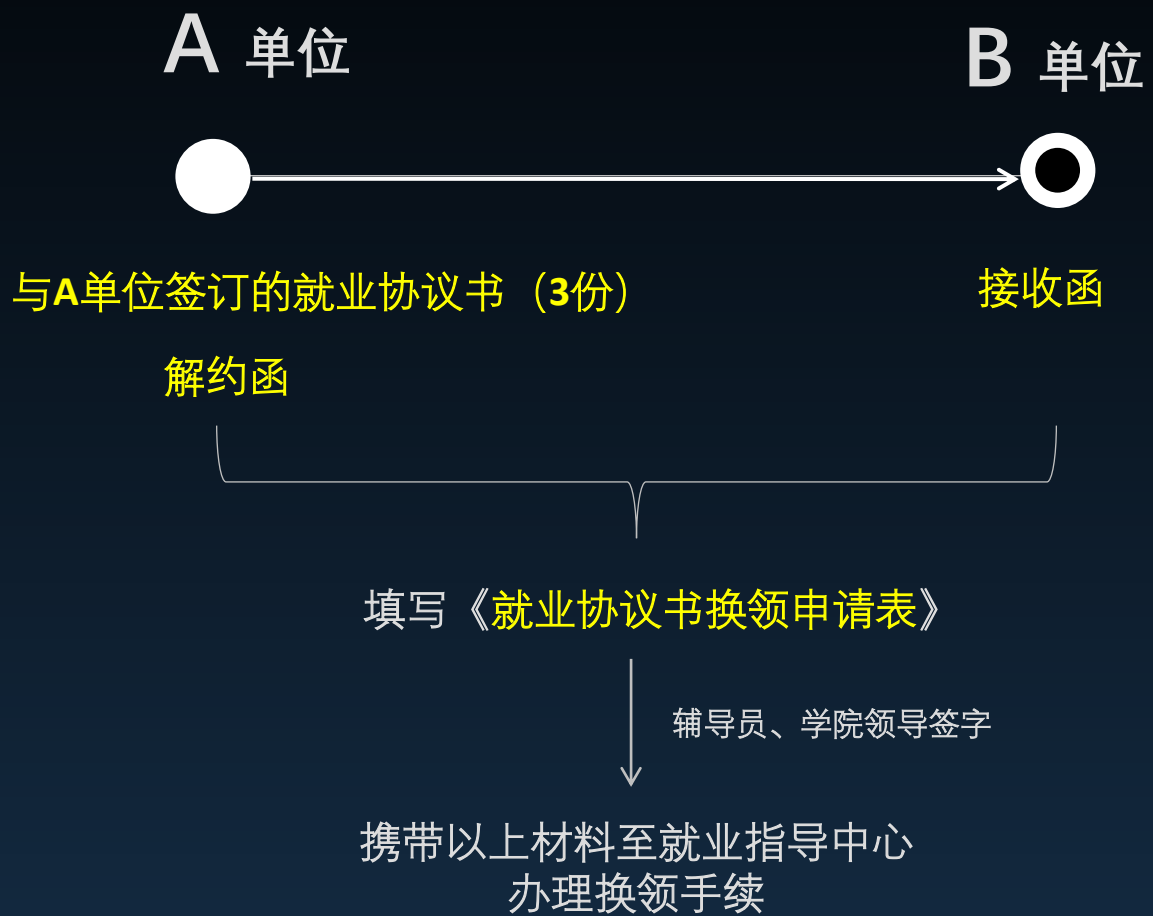 A 单位
B 单位
与A单位签订的就业协议书（3份）
接收函
解约函
填写《就业协议书换领申请表》
辅导员、学院领导签字
携带以上材料至就业指导中心
办理换领手续